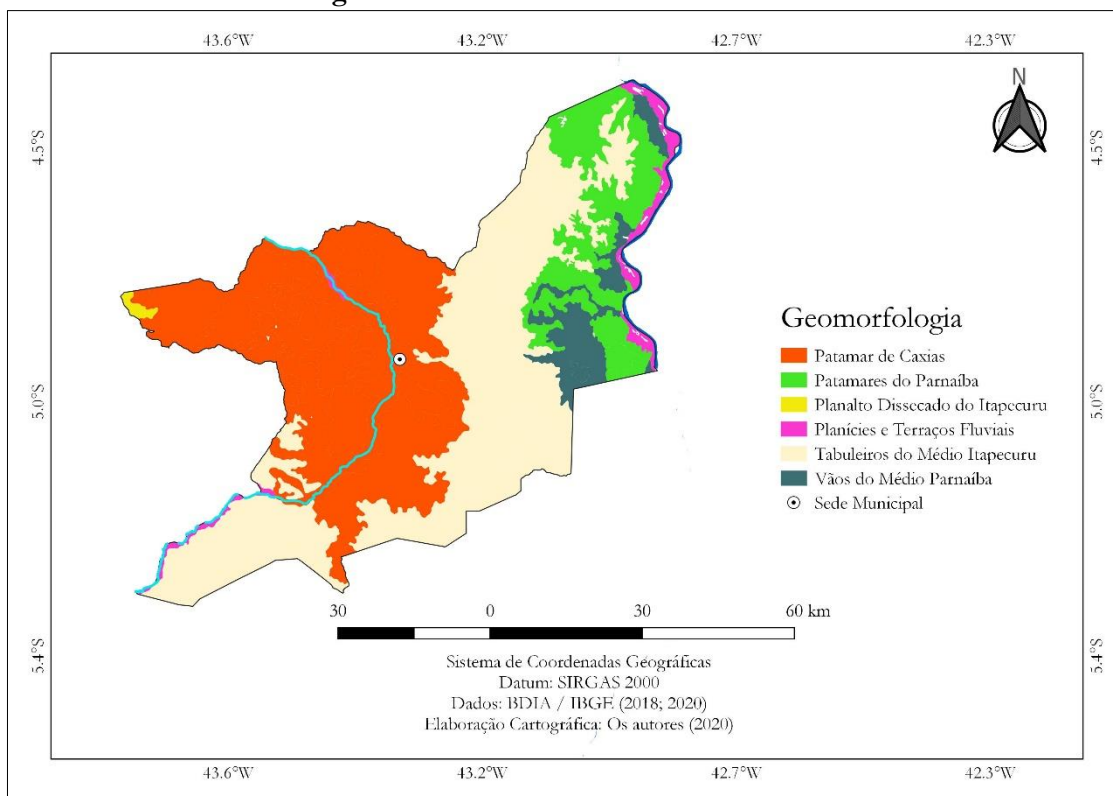 43.6°W 43.2°W 42.7°W 42.3°W
N
4.5°S 4.5°S
Geomorfologia
Patamar de Caxias
Patamares do Parnaíba
Planalto Dissecado do Itapecuru
Planícies e Terraços Fluviais
Tabuleiros do Médio Itapecuru
Vãos do Médio Parnaíba
Sede Municipal
5.0°S 5.0°S
30 0 30 60 km
Sistema de Coordenadas Geográficas
Datum: SIRGAS 2000
Dados: BDIA / IBGE (2018; 2020)
Elaboração Cartográfica: Os autores (2020)
5.4°S 5.4°S
43.6°W 43.2°W 42.7°W 42.3°W